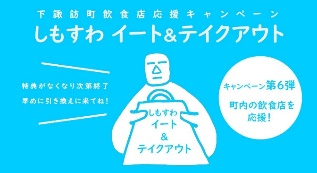 下諏訪町飲食店応援キャンペーン
しもすわ イート&テイクアウト
特典がなくなり次第終了
早めに引き換えに来てね!
しもすわ
イート
&
テイクアウト
キャンペーン第6弾
町内の飲食店を
応援!